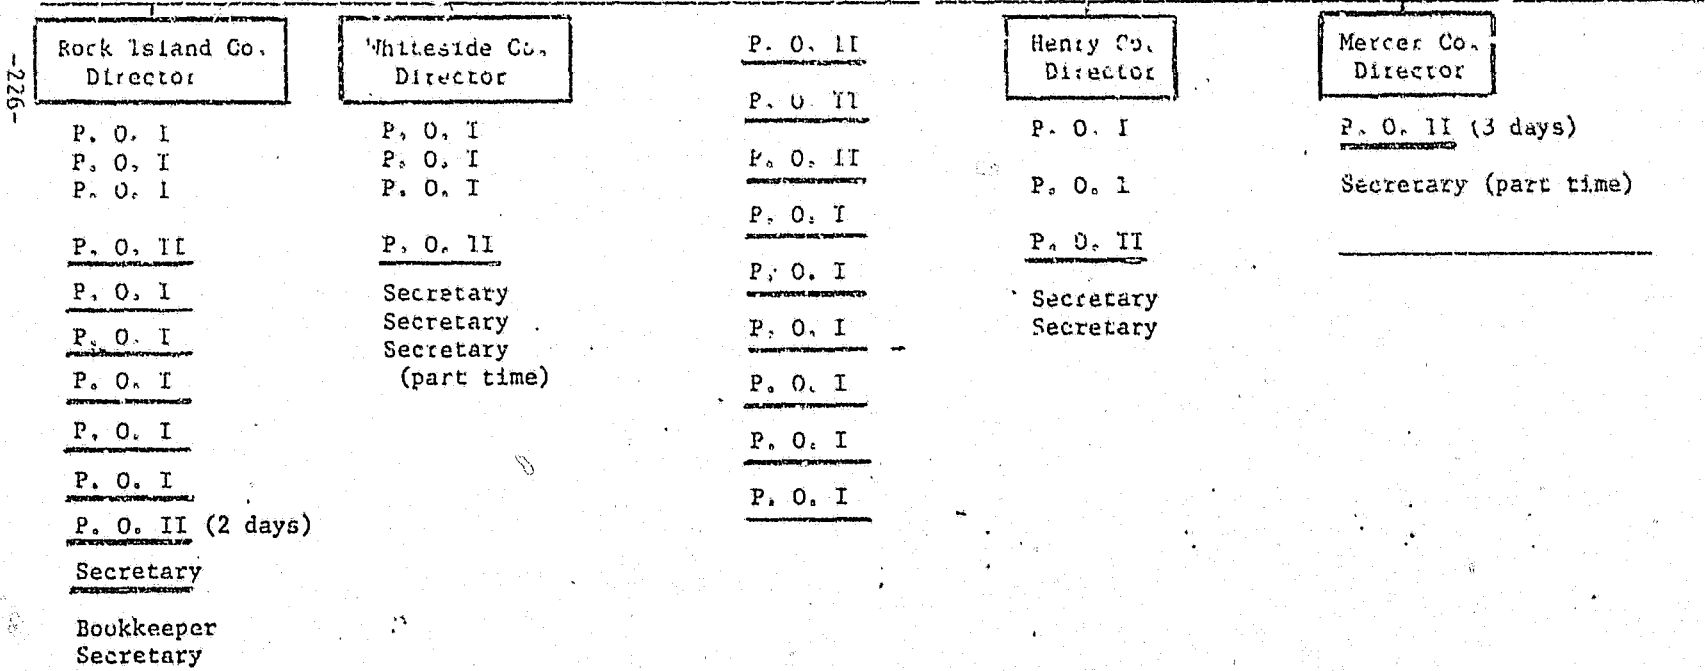 -226-
Rock Island Co.
Director
P. O. I
P. O. I
P. O. I
P. O. II
P. O. I
P. O. I
P. O. I
P. O. I
P. O. I
P. O. II (2 days)
Secretary
Bookkeeper
Secretary
Whiteside Co.
Director
P. O. I
P. O. I
P. O. I
P. O. II
Secretary
Secretary
Secretary
(part time)
P. O. II
P. O. II
P. O. II
P. O. I
P. O. I
P. O. I
P. O. I
P. O. I
P. O. I
Henry Co.
Director
P. O. I
P. O. I
P. O. II
Secretary
Secretary
Mercer Co.
Director
P. O. II (3 days)
Secretary (part time)